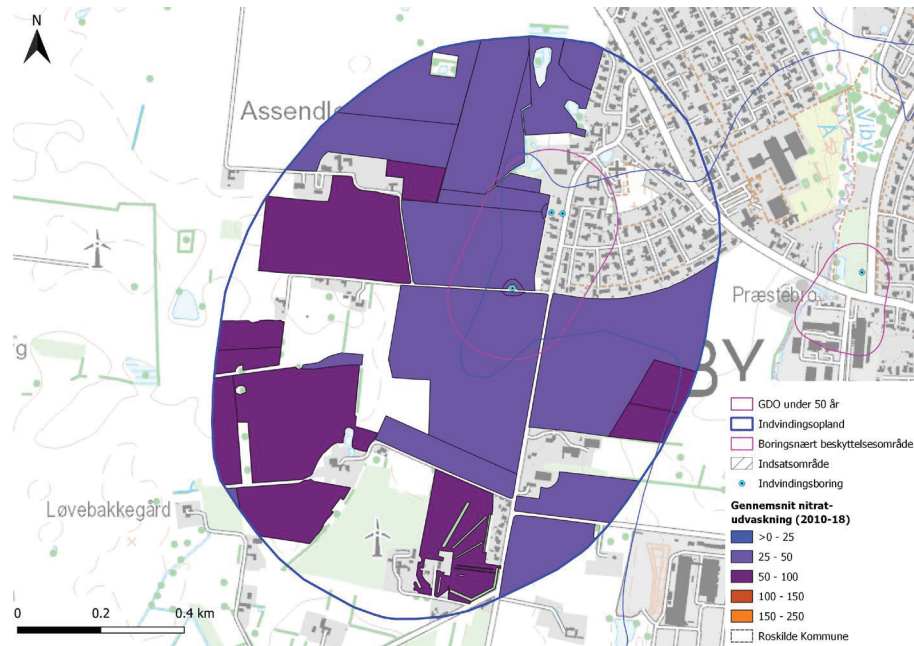 N
Assendl
Viby
Å
Præstebro
g
BY
Løvebakkegård
0 0.2 0.4 km
GDO under 50 år
Indvindingsopland
Boringsnært beskyttelsesområde
Indsatsområde
Indvindingsboring
Gennemsnit nitrat-
udvaskning (2010-18)
>0 - 25
25 - 50
50 - 100
100 - 150
150 - 250
Roskilde Kommune